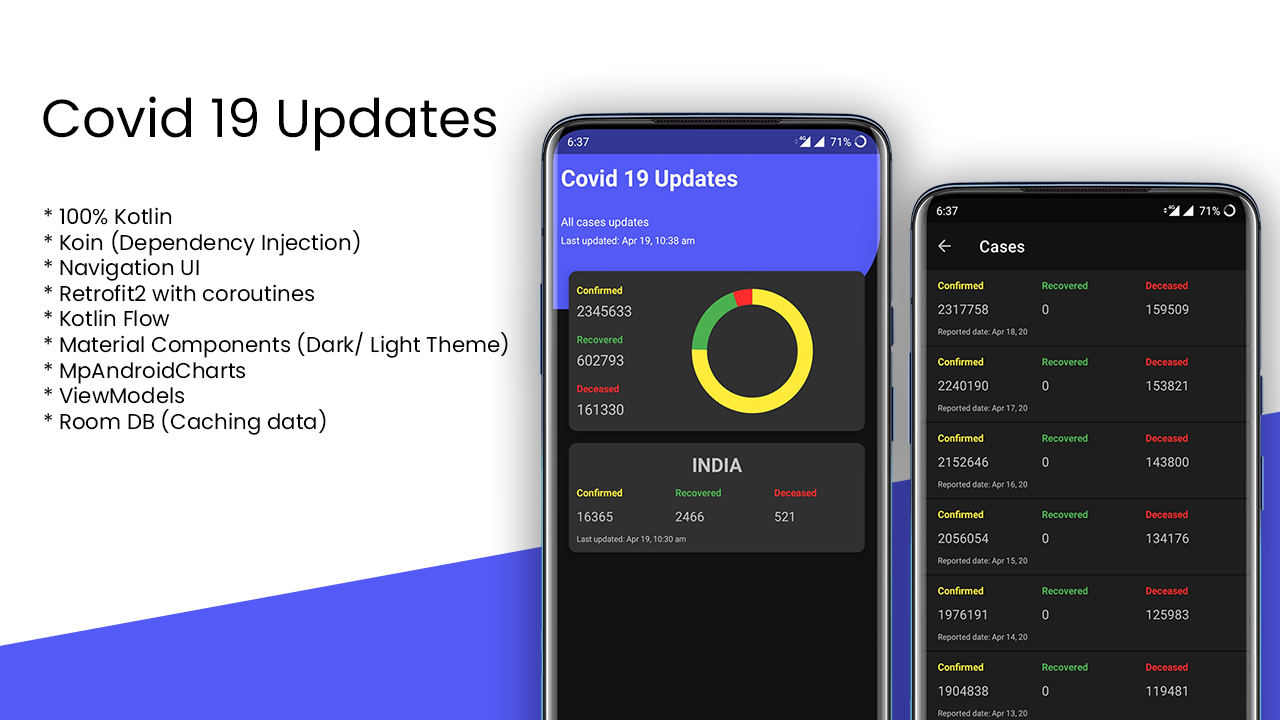 Covid 19 Updates
* 100% Kotlin
* Koin (Dependency Injection)
* Navigation UI
* Retrofit2 with coroutines
* Kotlin Flow
* Material Components (Dark/ Light Theme)
* MpAndroidCharts
* ViewModels
* Room DB (Caching data)
6:37 4G 71%
Covid 19 Updates
All cases updates
Last updated: Apr 19, 10:38 am
Confirmed
2345633
Recovered
602793
Deceased
161330
INDIA
Confirmed Recovered Deceased
16365 2466 521
Last updated: Apr 19, 10:30 am
6:37 4G 71%
Cases
Confirmed Recovered Deceased
2317758 0 159509
Reported date: Apr 18, 20
Confirmed Recovered Deceased
2240190 0 153821
Reported date: Apr 17, 20
Confirmed Recovered Deceased
2152646 0 143800
Reported date: Apr 16, 20
Confirmed Recovered Deceased
2056054 0 134176
Reported date: Apr 15, 20
Confirmed Recovered Deceased
1976191 0 125983
Reported date: Apr 14, 20
Confirmed Recovered Deceased
1904838 0 119481
Reported date: Apr 13, 20